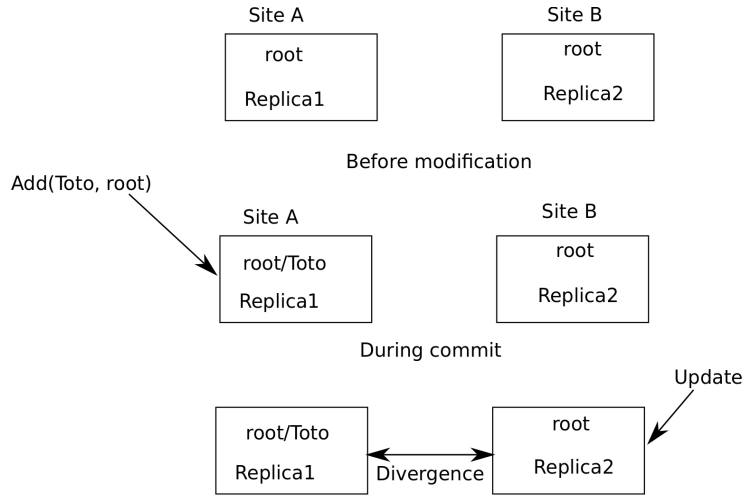 Site A
Site B
root
root
Replica1
Replica2
Before modification
Add(Toto, root)
Site A
Site B
root/Toto
root
Replica1
Replica2
During commit
Update
root/Toto
root
Replica1
Divergence
Replica2